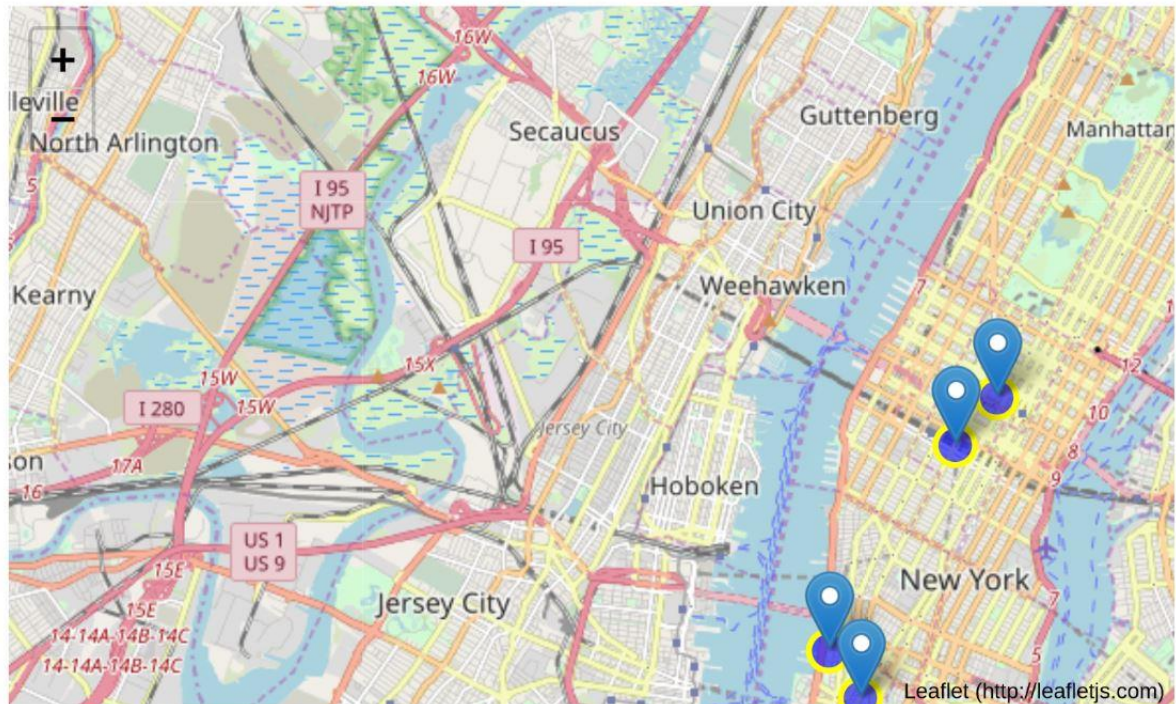 +
−
16W
16W
lleville
North Arlington
Secaucus
Guttenberg
Manhattan
5
I 95
NJTP
Union City
I 95
Kearny
Weehawken
7
15X
12
15W
15W
I 280
10
Jersey City
8
17A
son
16
9
Hoboken
US 1
US 9
15E
New York
Jersey City
7
15E
14-14A-14B-14C
14-14A-14B-14C
5
Leaflet (http://leafletjs.com)